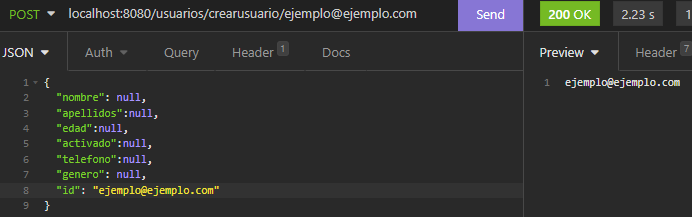 POST localhost:8080/usuarios/crearusuario/ejemplo@ejemplo.com Send 200 OK 2.23 s 1
JSON Auth Query Header 1 Docs Preview Header 7
1 {
2 "nombre": null,
3 "apellidos":null,
4 "edad":null,
5 "activado":null,
6 "telefono":null,
7 "genero": null,
8 "id": "ejemplo@ejemplo.com"
9 }
1 ejemplo@ejemplo.com